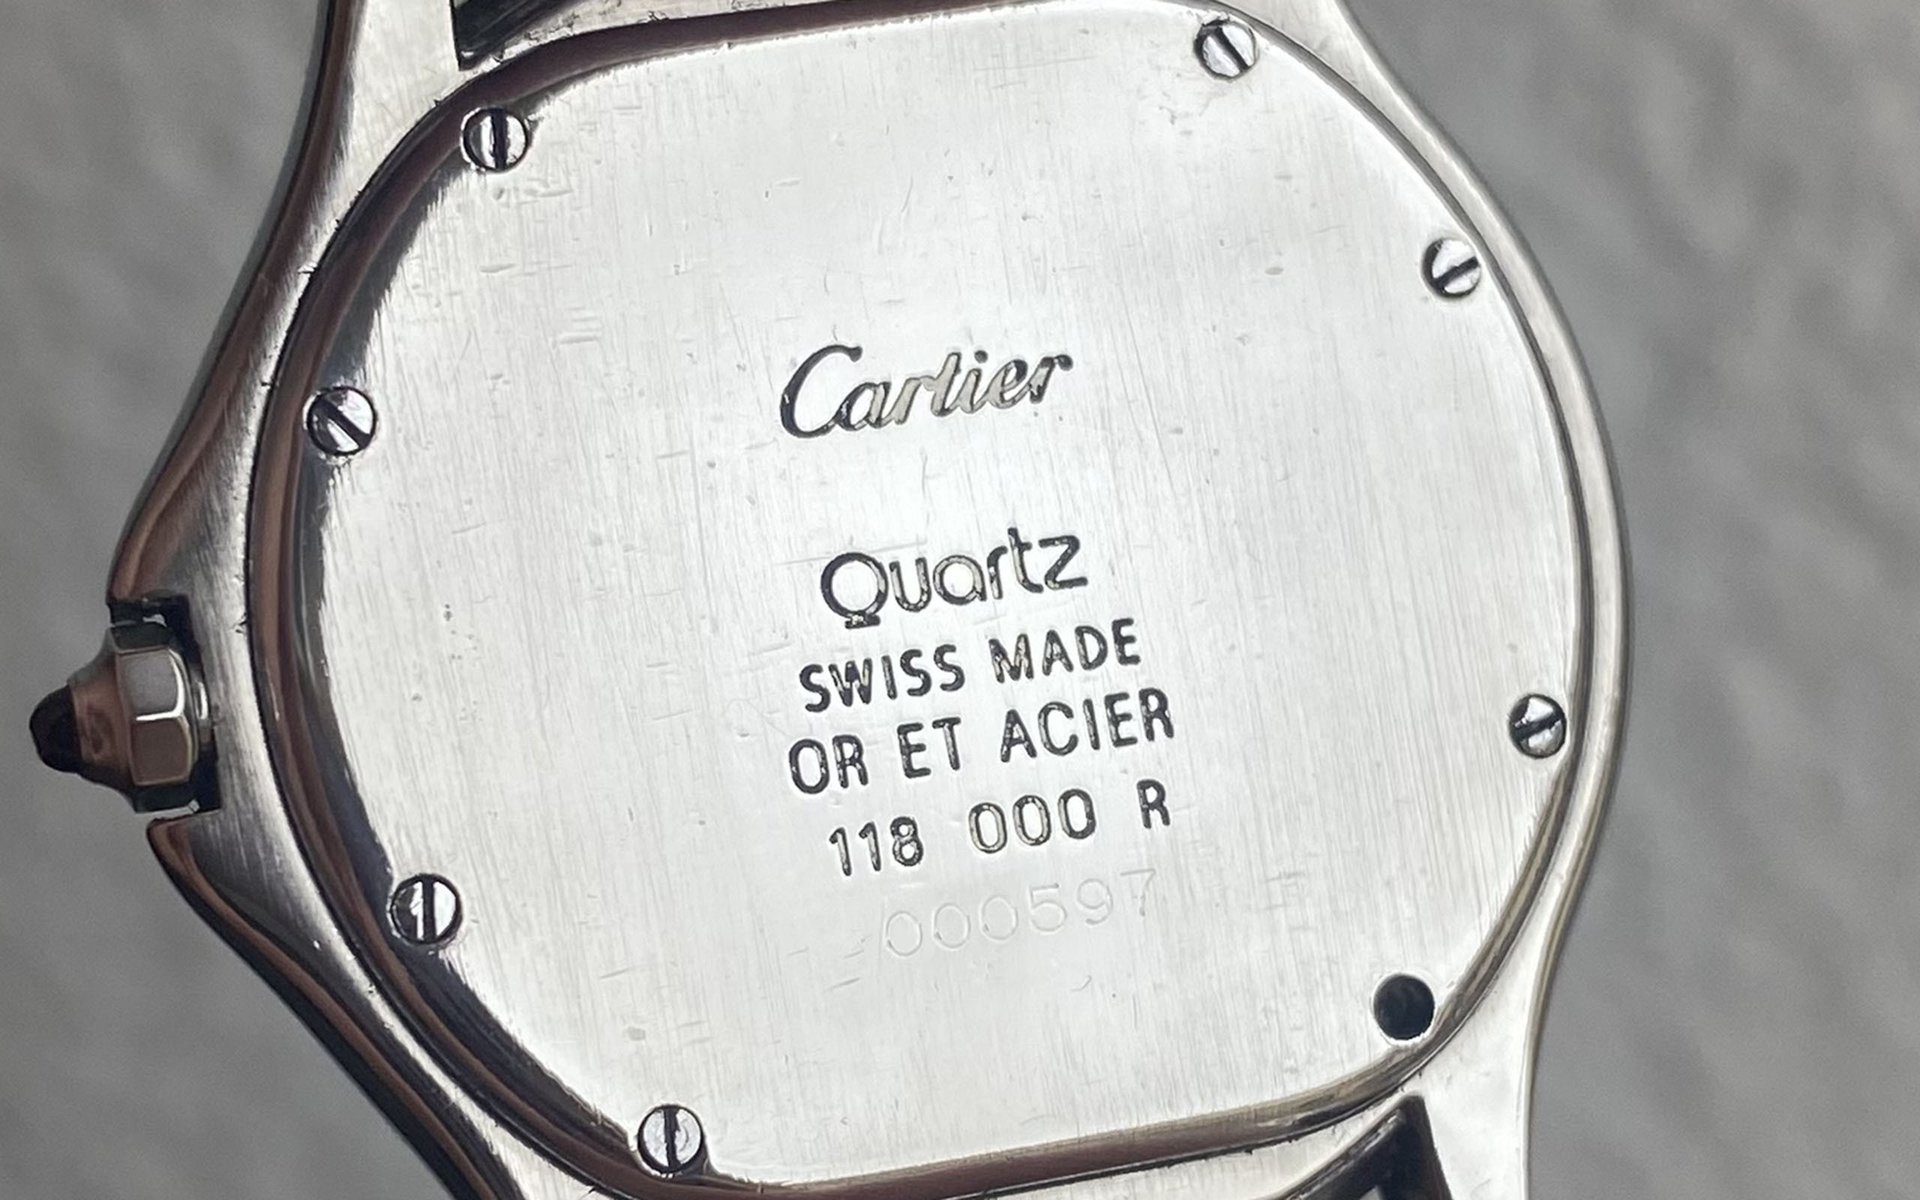 Cartier
Quartz
SWISS MADE
OR ET ACIER
118 000 R
000597